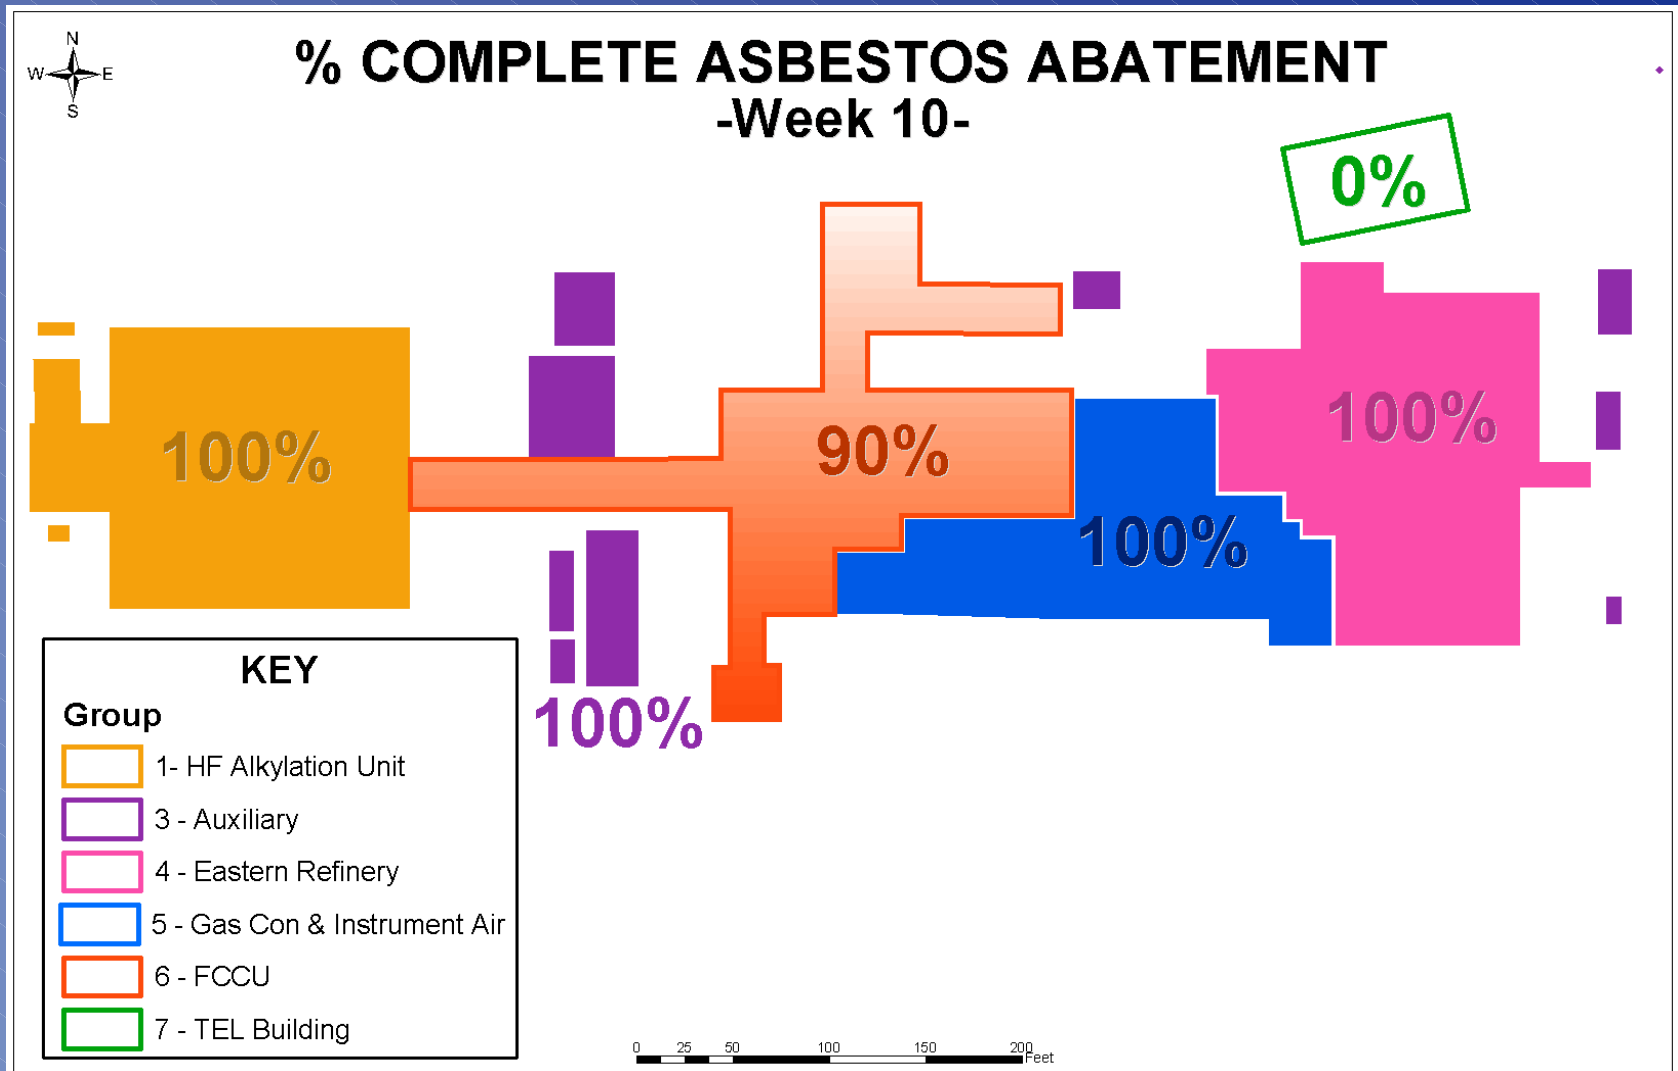 N
W E
S
% COMPLETE ASBESTOS ABATEMENT
-Week 10-
0%
100%
90%
100%
100%
100%
KEY
Group
1- HF Alkylation Unit
3 - Auxiliary
4 - Eastern Refinery
5 - Gas Con & Instrument Air
6 - FCCU
7 - TEL Building
0 25 50 100 150 200
Feet